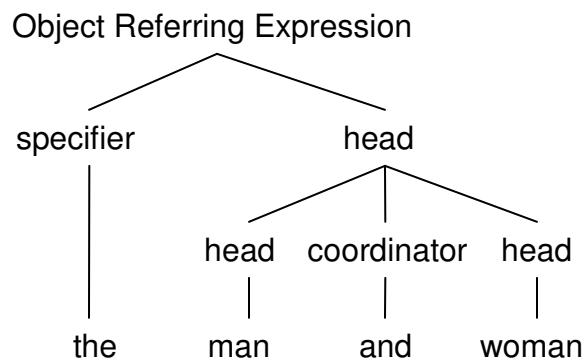 Object Referring Expression
specifier head
head coordinator head
the man and woman